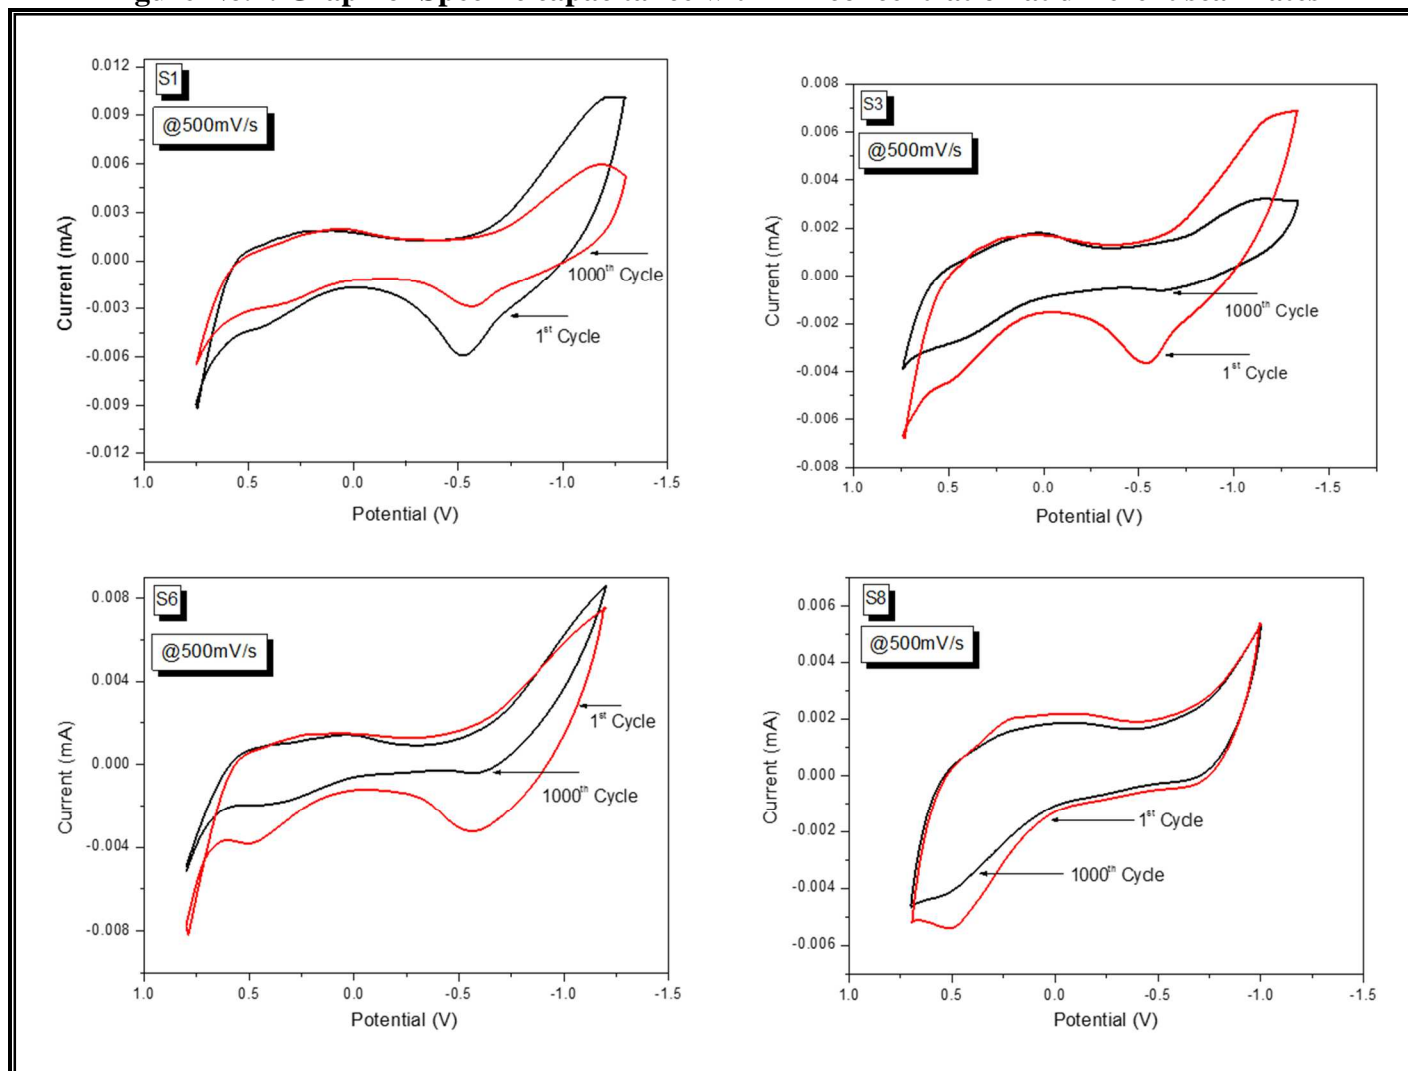 S1
@500mV/s
0.012
0.009
0.006
0.003
0.000
-0.003
-0.006
-0.009
-0.012
Current (mA)
1000th Cycle
1st Cycle
1.0 0.5 0.0 -0.5 -1.0 -1.5
Potential (V)
S3
@500mV/s
0.008
0.006
0.004
0.002
0.000
-0.002
-0.004
-0.006
-0.008
Current (mA)
1000th Cycle
1st Cycle
1.0 0.5 0.0 -0.5 -1.0 -1.5
Potential (V)
S6
@500mV/s
0.008
0.004
0.000
-0.004
-0.008
Current (mA)
1st Cycle
1000th Cycle
1.0 0.5 0.0 -0.5 -1.0 -1.5
Potential (V)
S8
@500mV/s
0.006
0.004
0.002
0.000
-0.002
-0.004
-0.006
Current (mA)
1st Cycle
1000th Cycle
1.0 0.5 0.0 -0.5 -1.0 -1.5
Potential (V)